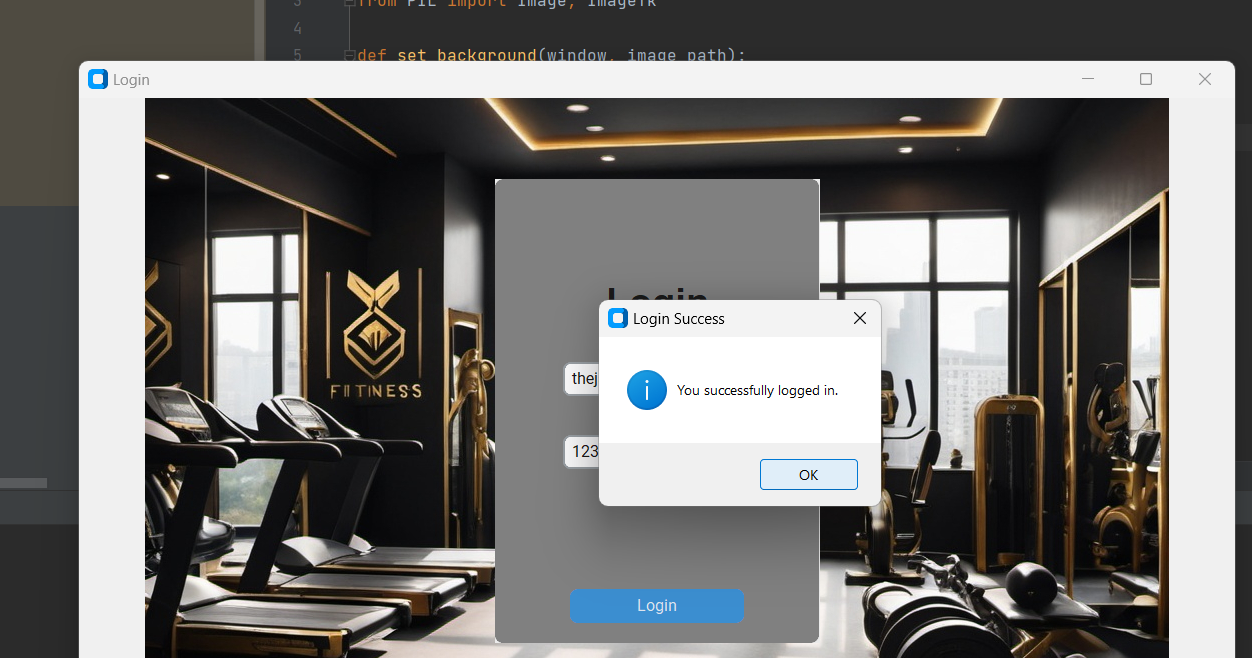 3
from PIL import Image, ImageTk
4
5
def set_background(window, image_path):
Login
FITTNESS
Login
Login Success
thej
You successfully logged in.
123
OK
Login